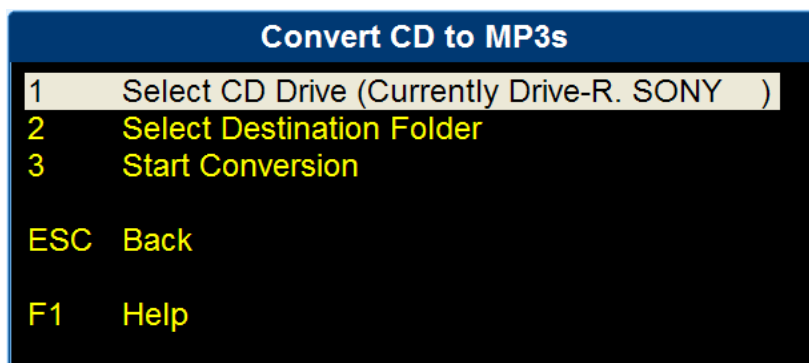 Convert CD to MP3s
1 Select CD Drive (Currently Drive-R. SONY )
2 Select Destination Folder
3 Start Conversion
ESC Back
F1 Help